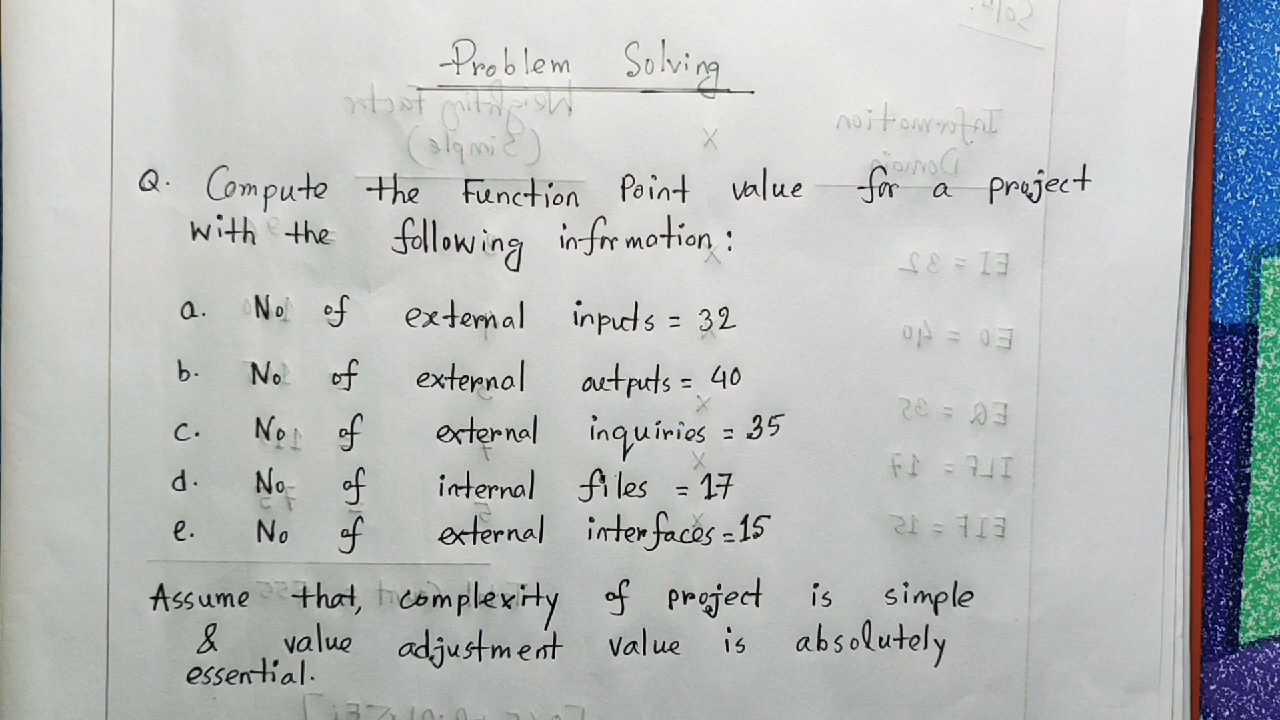 Problem Solving
Q. Compute the Function Point value for a project
with the following information:
a. No of external inputs = 32
b. No of external outputs = 40
c. No of external inquiries = 35
d. No of internal files = 17
e. No of external interfaces = 15
Assume that, complexity of project is simple
& value adjustment value is absolutely
essential.